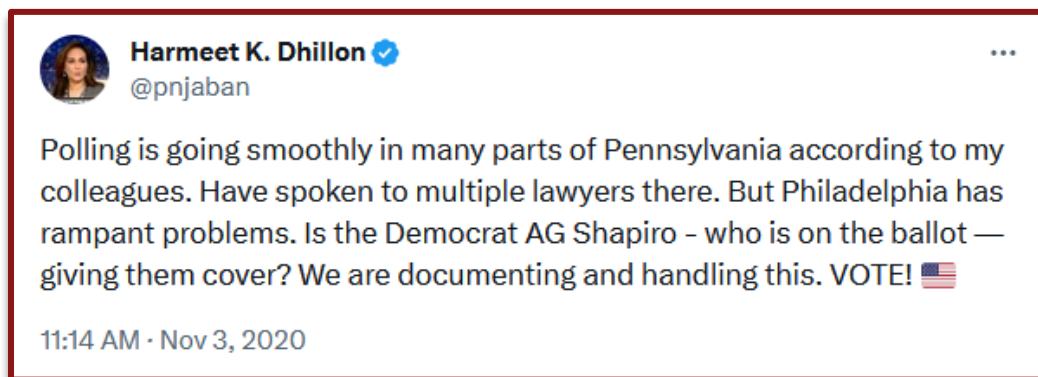 Harmeet K. Dhillon
@pnjaban
Polling is going smoothly in many parts of Pennsylvania according to my
colleagues. Have spoken to multiple lawyers there. But Philadelphia has
rampant problems. Is the Democrat AG Shapiro - who is on the ballot —
giving them cover? We are documenting and handling this. VOTE! 🇺🇸
11:14 AM · Nov 3, 2020